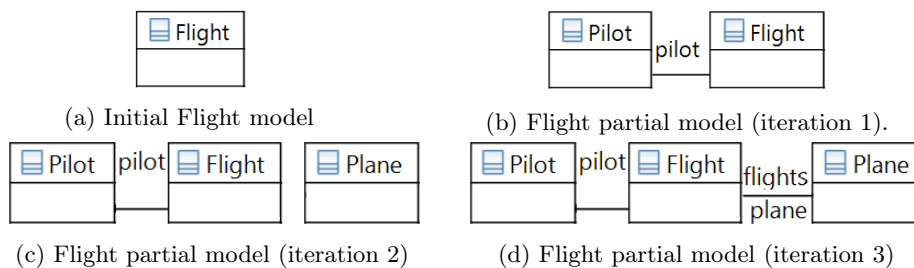 Flight
(a) Initial Flight model
Pilot pilot Flight
(b) Flight partial model (iteration 1).
Pilot pilot Flight Plane
(c) Flight partial model (iteration 2)
Pilot pilot Flight flights Plane
plane
(d) Flight partial model (iteration 3)